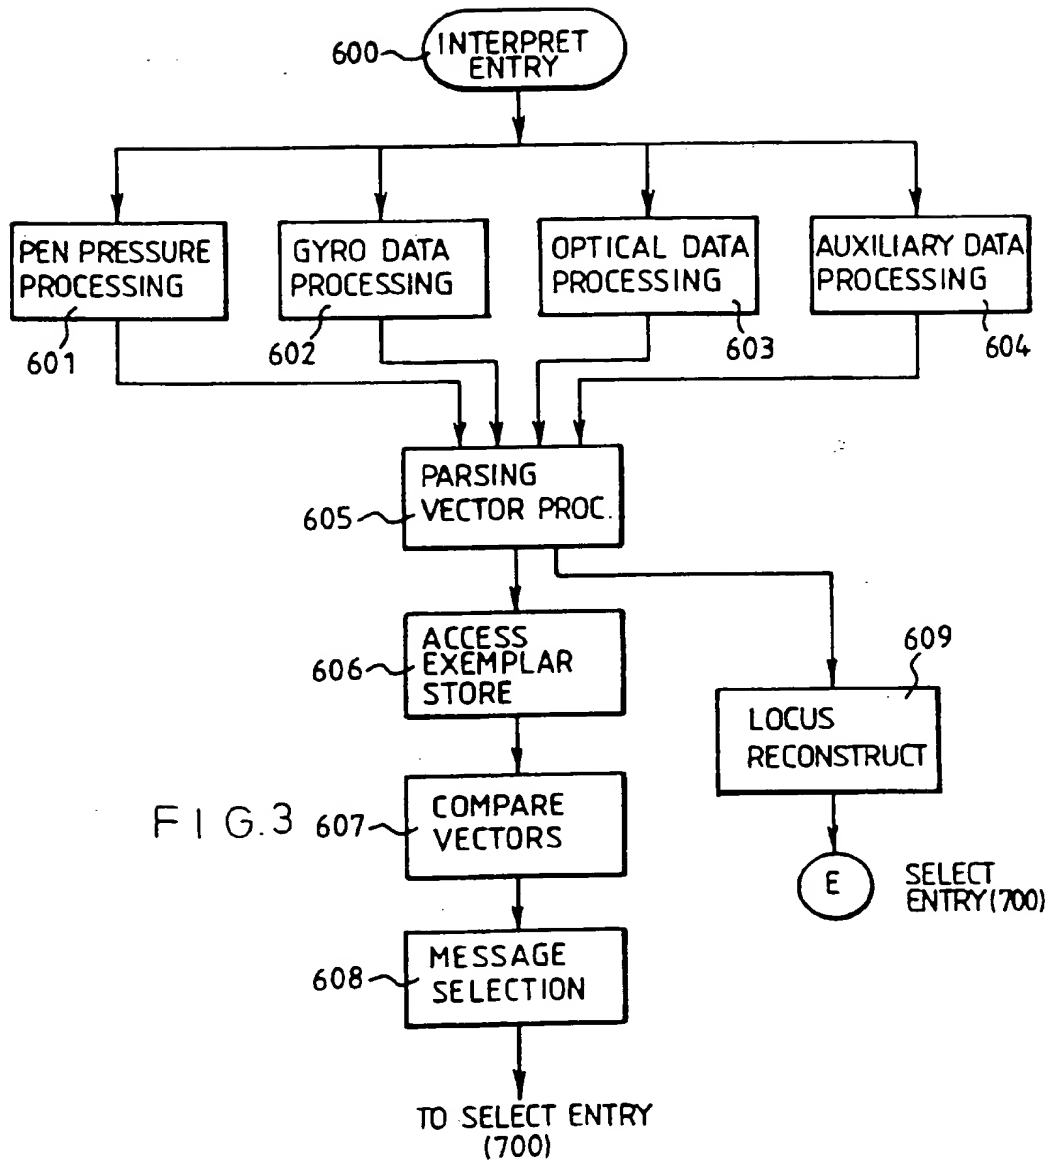 600
INTERPRET
ENTRY
PEN PRESSURE
PROCESSING
601
GYRO DATA
PROCESSING
602
OPTICAL DATA
PROCESSING
603
AUXILIARY DATA
PROCESSING
604
PARSING
VECTOR PROC.
605
ACCESS
EXEMPLAR
STORE
606
609
LOCUS
RECONSTRUCT
FIG.3
607
COMPARE
VECTORS
E
SELECT
ENTRY(700)
608
MESSAGE
SELECTION
TO SELECT ENTRY
(700)